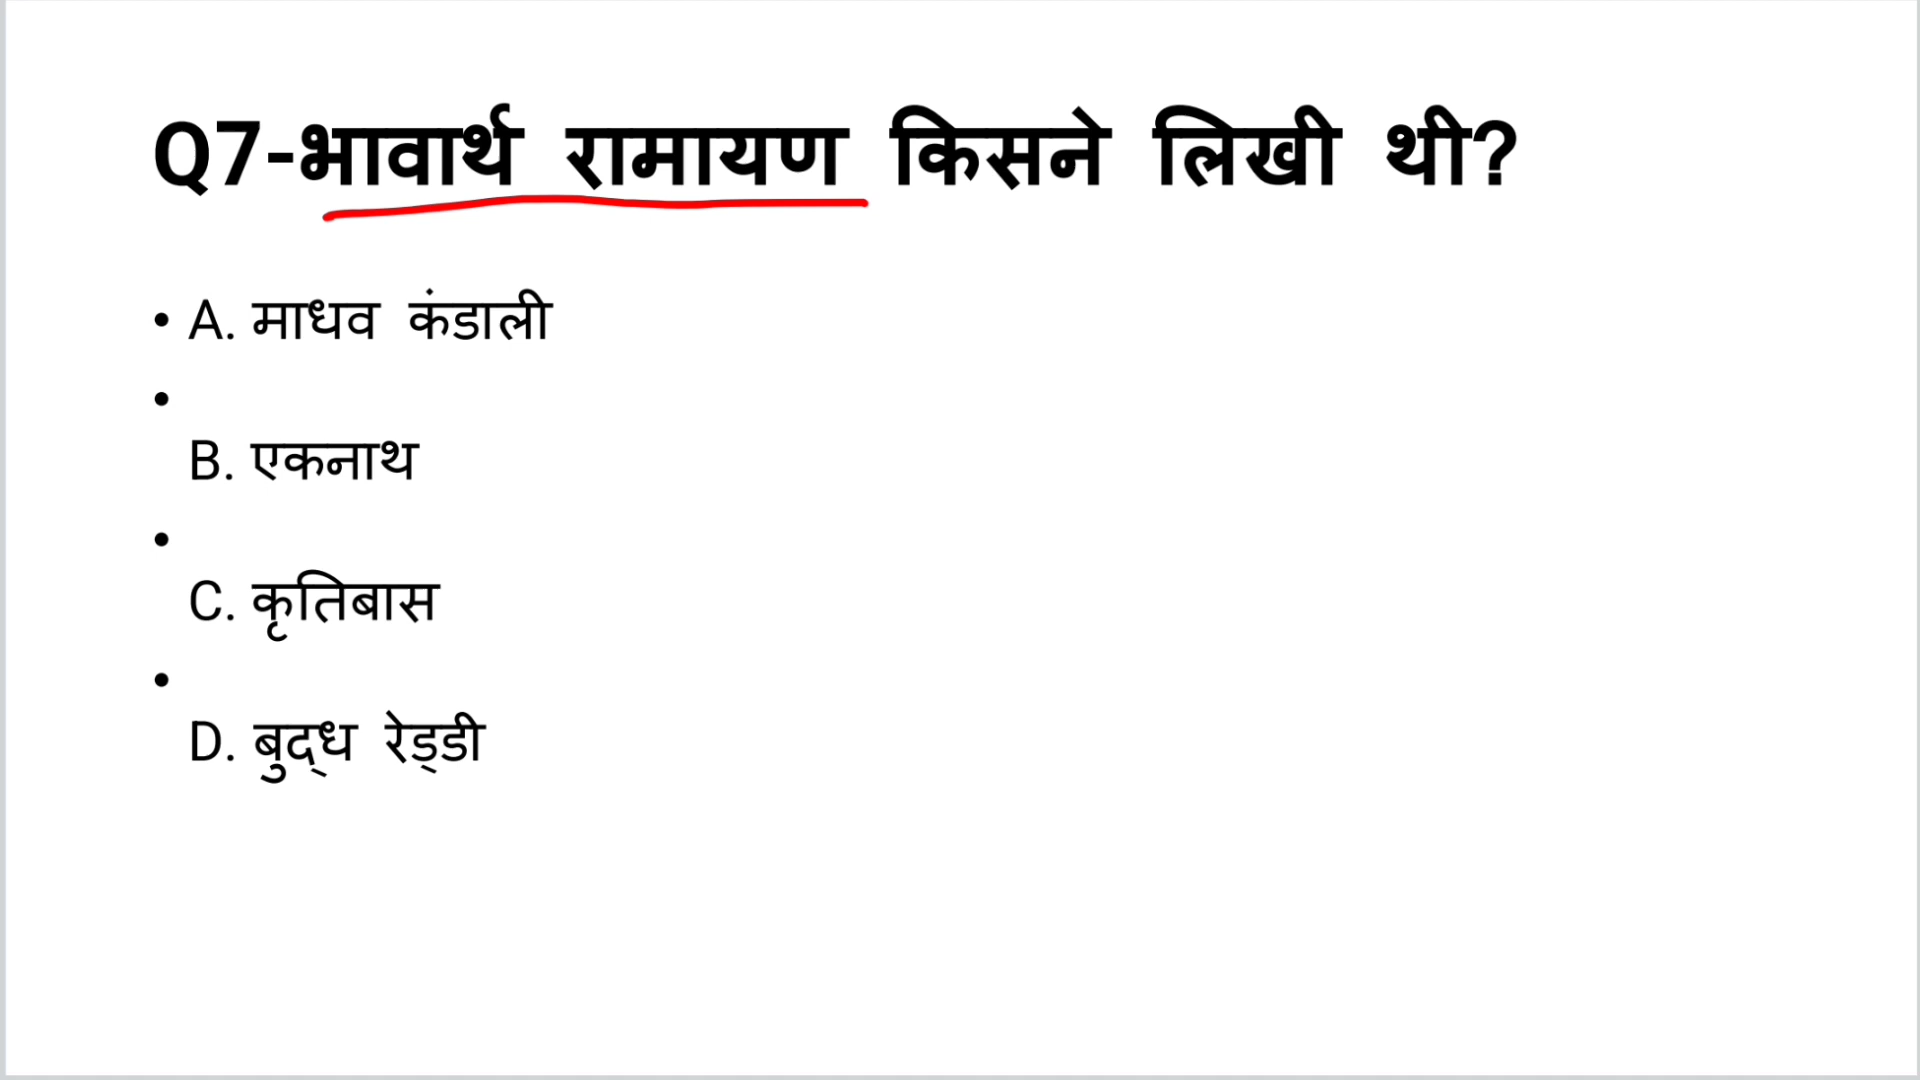 Q7-भावार्थ रामायण किसने लिखी थी?
• A. माधव कंडाली
•
B. एकनाथ
•
C. कृतिबास
•
D. बुद्ध रेड्डी